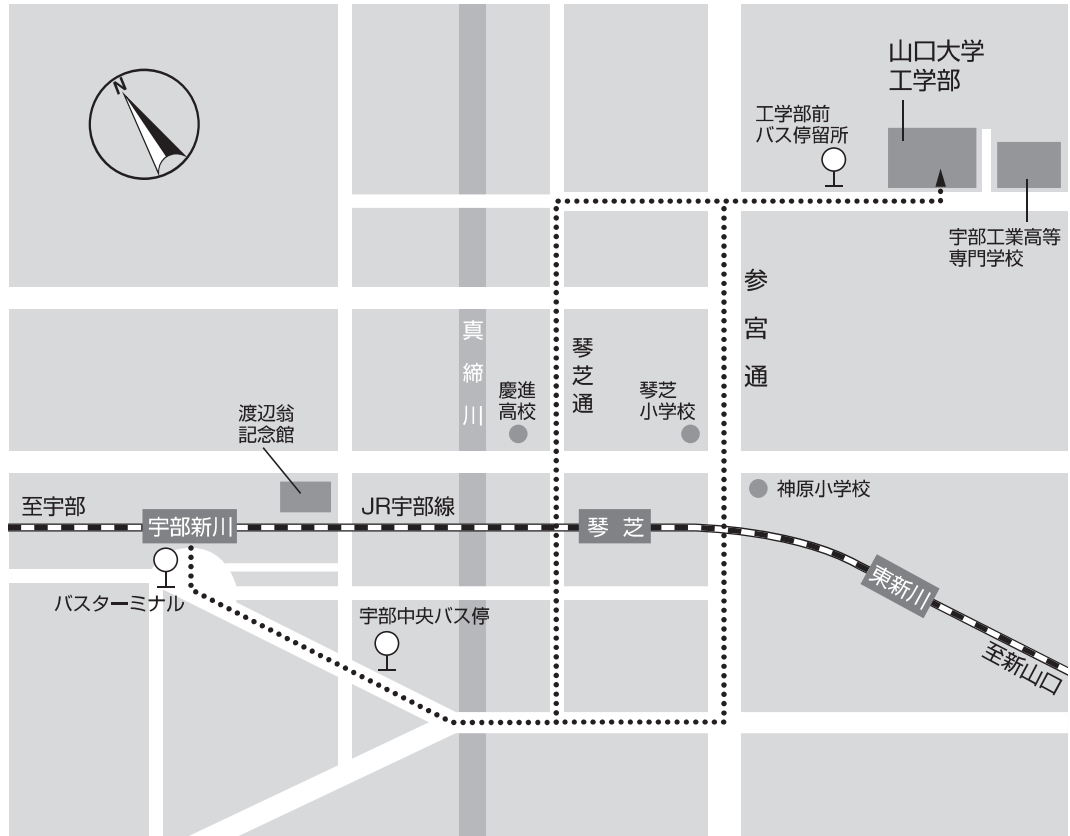 N
山口大学
工学部
工学部前
バス停留所
宇部工業高等
専門学校
参宮通
真締川
琴芝通
慶進
高校
琴芝
小学校
渡辺翁
記念館
至宇部
宇部新川
JR宇部線
琴芝
神原小学校
東新川
至新山口
バスターミナル
宇部中央バス停